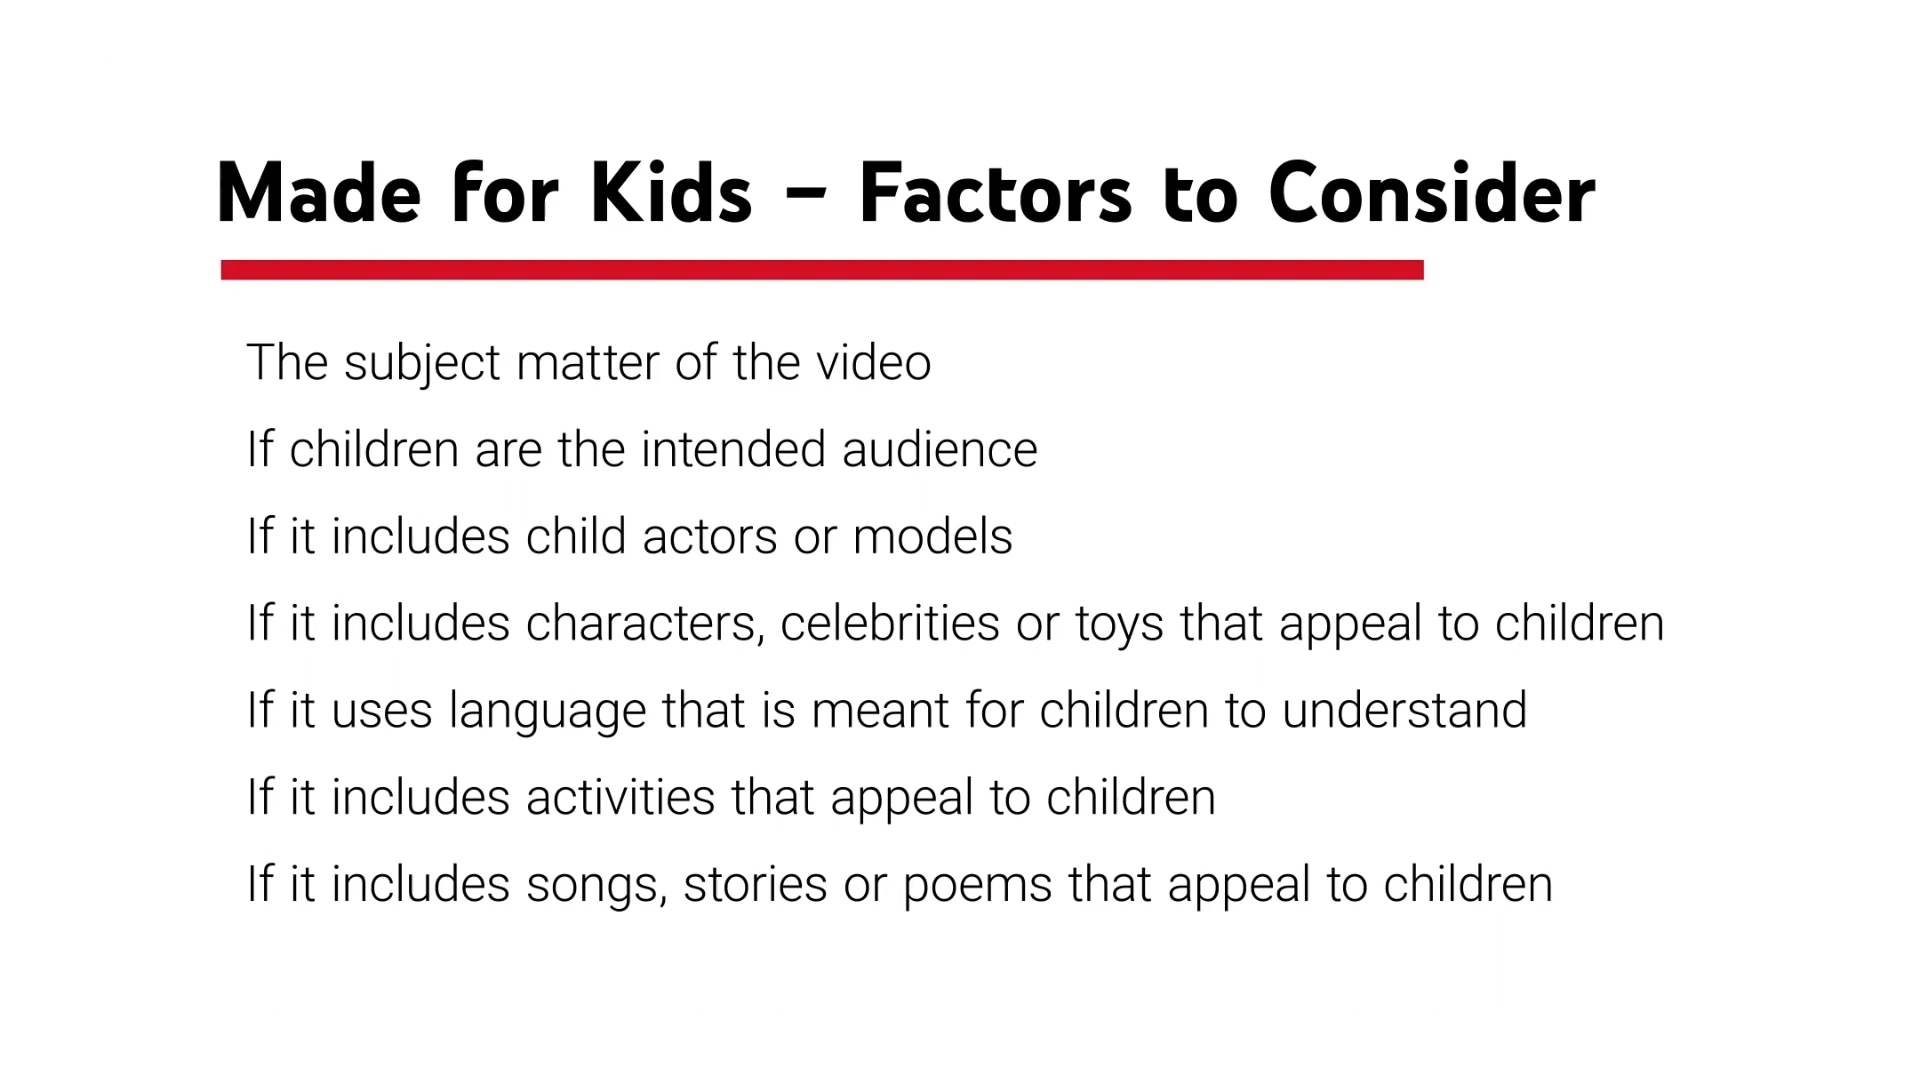 Made for Kids – Factors to Consider
The subject matter of the video
If children are the intended audience
If it includes child actors or models
If it includes characters, celebrities or toys that appeal to children
If it uses language that is meant for children to understand
If it includes activities that appeal to children
If it includes songs, stories or poems that appeal to children